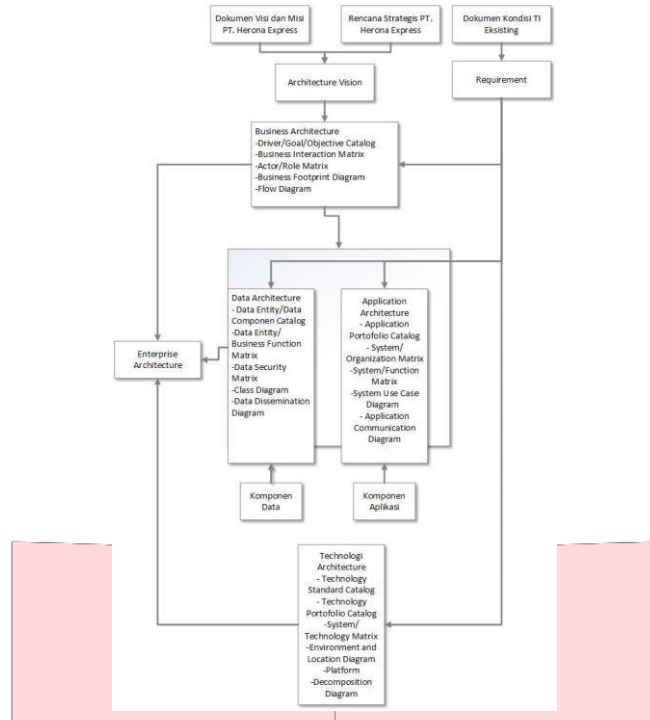 Dokumen Visi dan Misi
PT. Herona Express
Rencana Strategis PT.
Herona Express
Dokumen Kondisi TI
Eksisting
Architecture Vision
Requirement
Business Architecture
-Driver/Goal/Objective Catalog
-Business Interaction Matrix
-Actor/Role Matrix
-Business Footprint Diagram
-Flow Diagram
Data Architecture
- Data Entity/Data
Componen Catalog
-Data Entity/
Business Function
Matrix
-Data Security
Matrix
-Class Diagram
-Data Dissemination
Diagram
Application
Architecture
- Application
Portofolio Catalog
- System/
Organization Matrix
-System/Function
Matrix
-System Use Case
Diagram
- Application
Communication
Diagram
Enterprise
Architecture
Komponen
Data
Komponen
Aplikasi
Technologi
Architecture
- Technology
Standard Catalog
- Technology
Portofolio Catalog
-System/
Technology Matrix
-Environment and
Location Diagram
-Platform
-Decomposition
Diagram